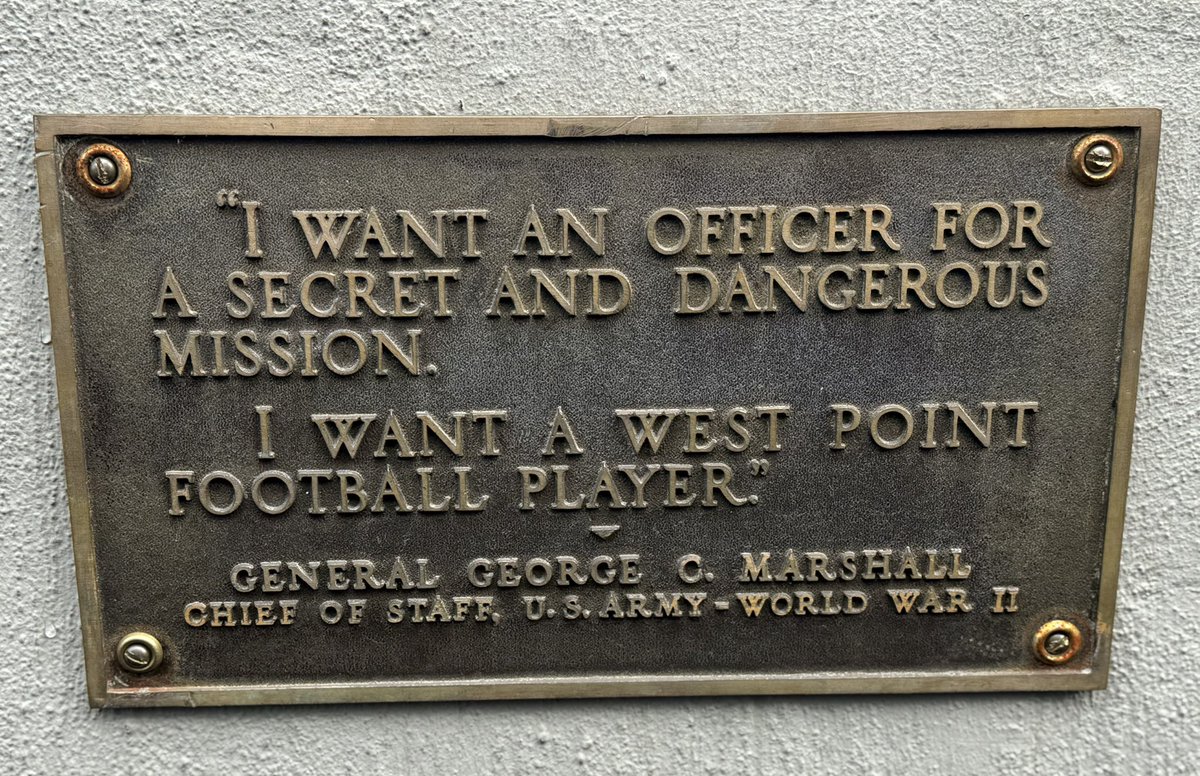 “I WANT AN OFFICER FOR
A SECRET AND DANGEROUS
MISSION.
I WANT A WEST POINT
FOOTBALL PLAYER.”
GENERAL GEORGE C. MARSHALL
CHIEF OF STAFF, U.S. ARMY-WORLD WAR II